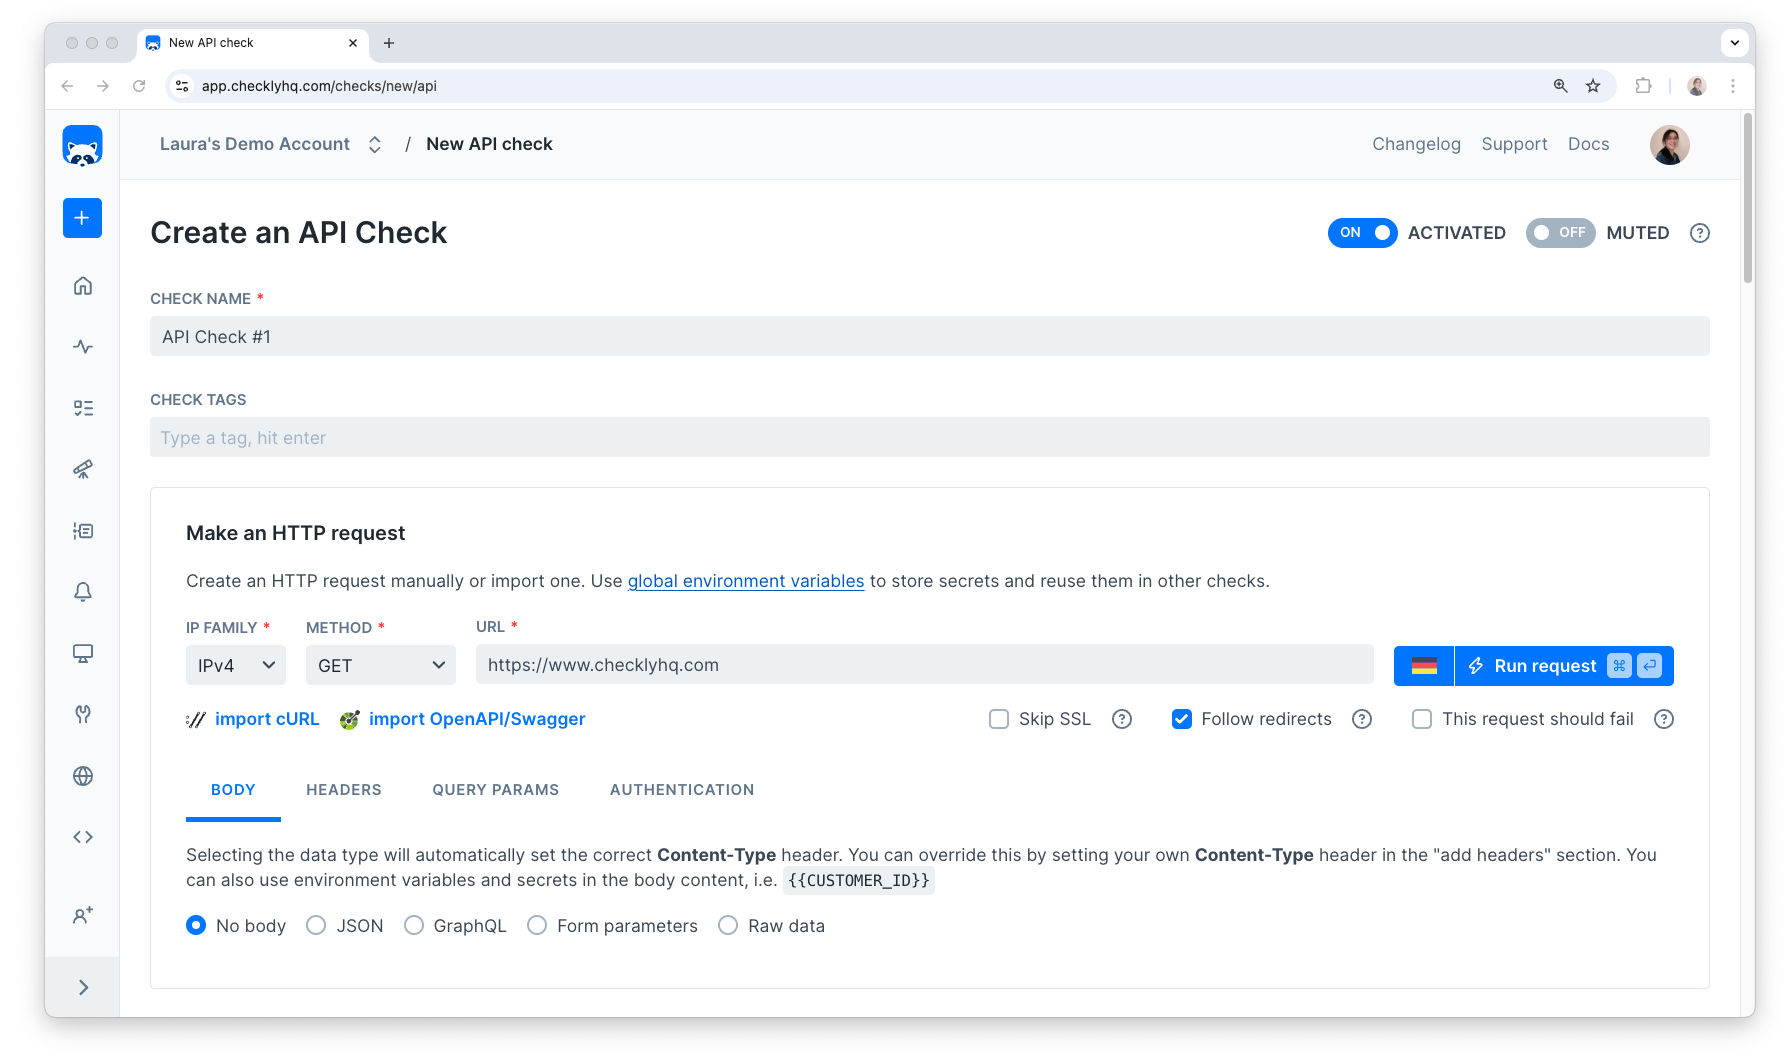 New API check
app.checklyhq.com/checks/new/api
Laura's Demo Account / New API check
Changelog Support Docs
Create an API Check
ON ACTIVATED OFF MUTED
CHECK NAME *
API Check #1
CHECK TAGS
Type a tag, hit enter
Make an HTTP request
Create an HTTP request manually or import one. Use global environment variables to store secrets and reuse them in other checks.
IP FAMILY * METHOD * URL *
IPv4 GET https://www.checklyhq.com Run request
import cURL import OpenAPI/Swagger Skip SSL Follow redirects This request should fail
BODY HEADERS QUERY PARAMS AUTHENTICATION
Selecting the data type will automatically set the correct Content-Type header. You can override this by setting your own Content-Type header in the "add headers" section. You
can also use environment variables and secrets in the body content, i.e. {{CUSTOMER_ID}}
No body JSON GraphQL Form parameters Raw data